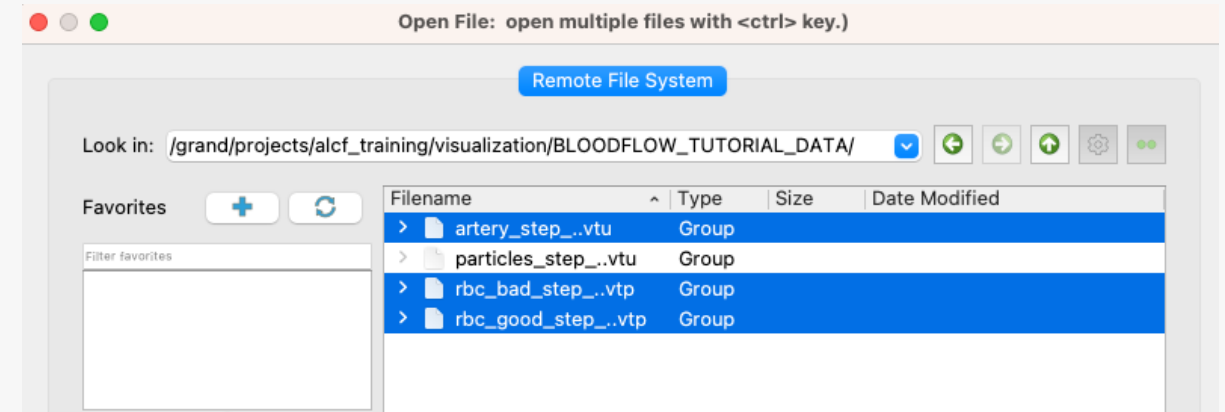 Open File:  open multiple files with <ctrl> key.)
Remote File System
Look in: /grand/projects/alcf_training/visualization/BLOODFLOW_TUTORIAL_DATA/
Favorites
Filter favorites
Filename Type Size Date Modified
artery_step_..vtu Group
particles_step_..vtu Group
rbc_bad_step_..vtp Group
rbc_good_step_..vtp Group